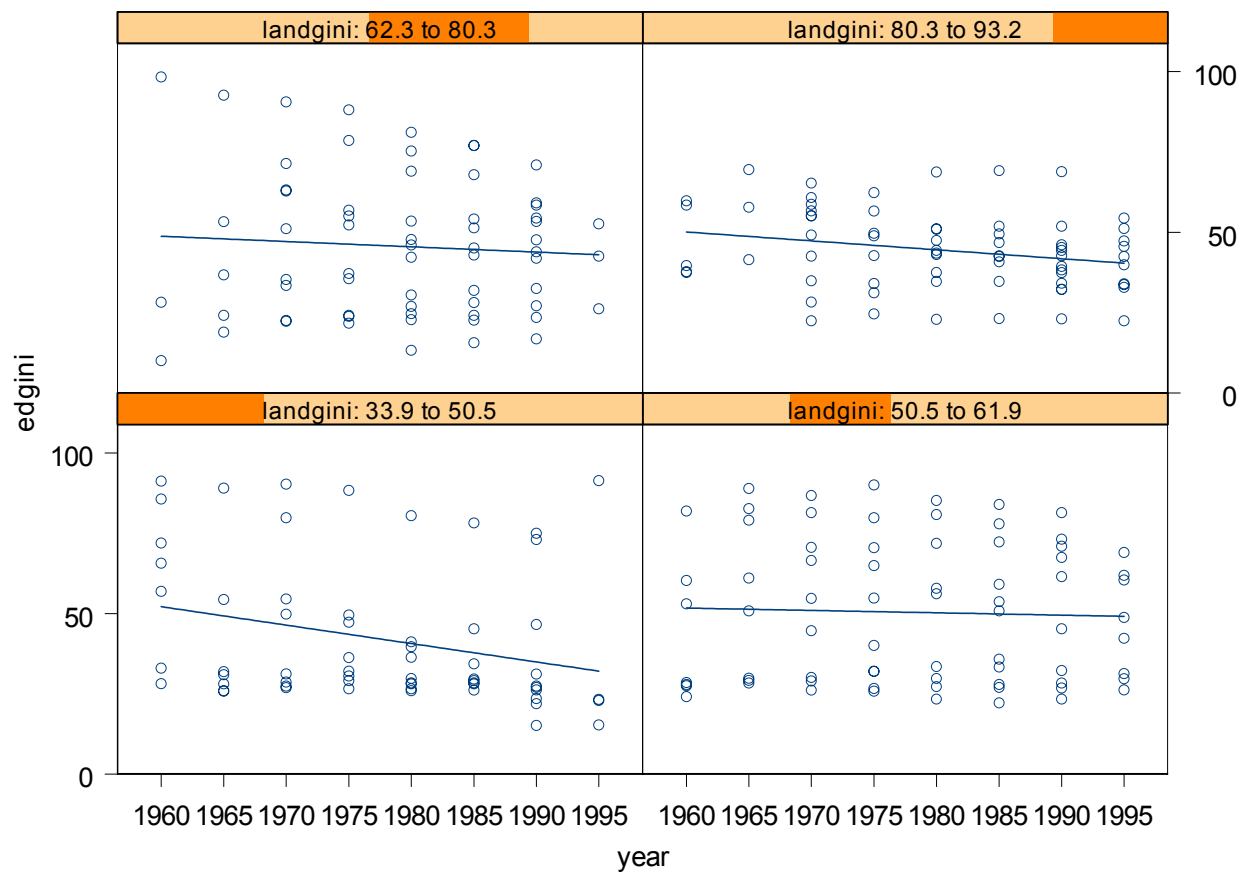 landgini: 62.3 to 80.3
landgini: 80.3 to 93.2
100
50
0
edgini
landgini: 33.9 to 50.5
landgini: 50.5 to 61.9
100
50
0
1960 1965 1970 1975 1980 1985 1990 1995
1960 1965 1970 1975 1980 1985 1990 1995
year